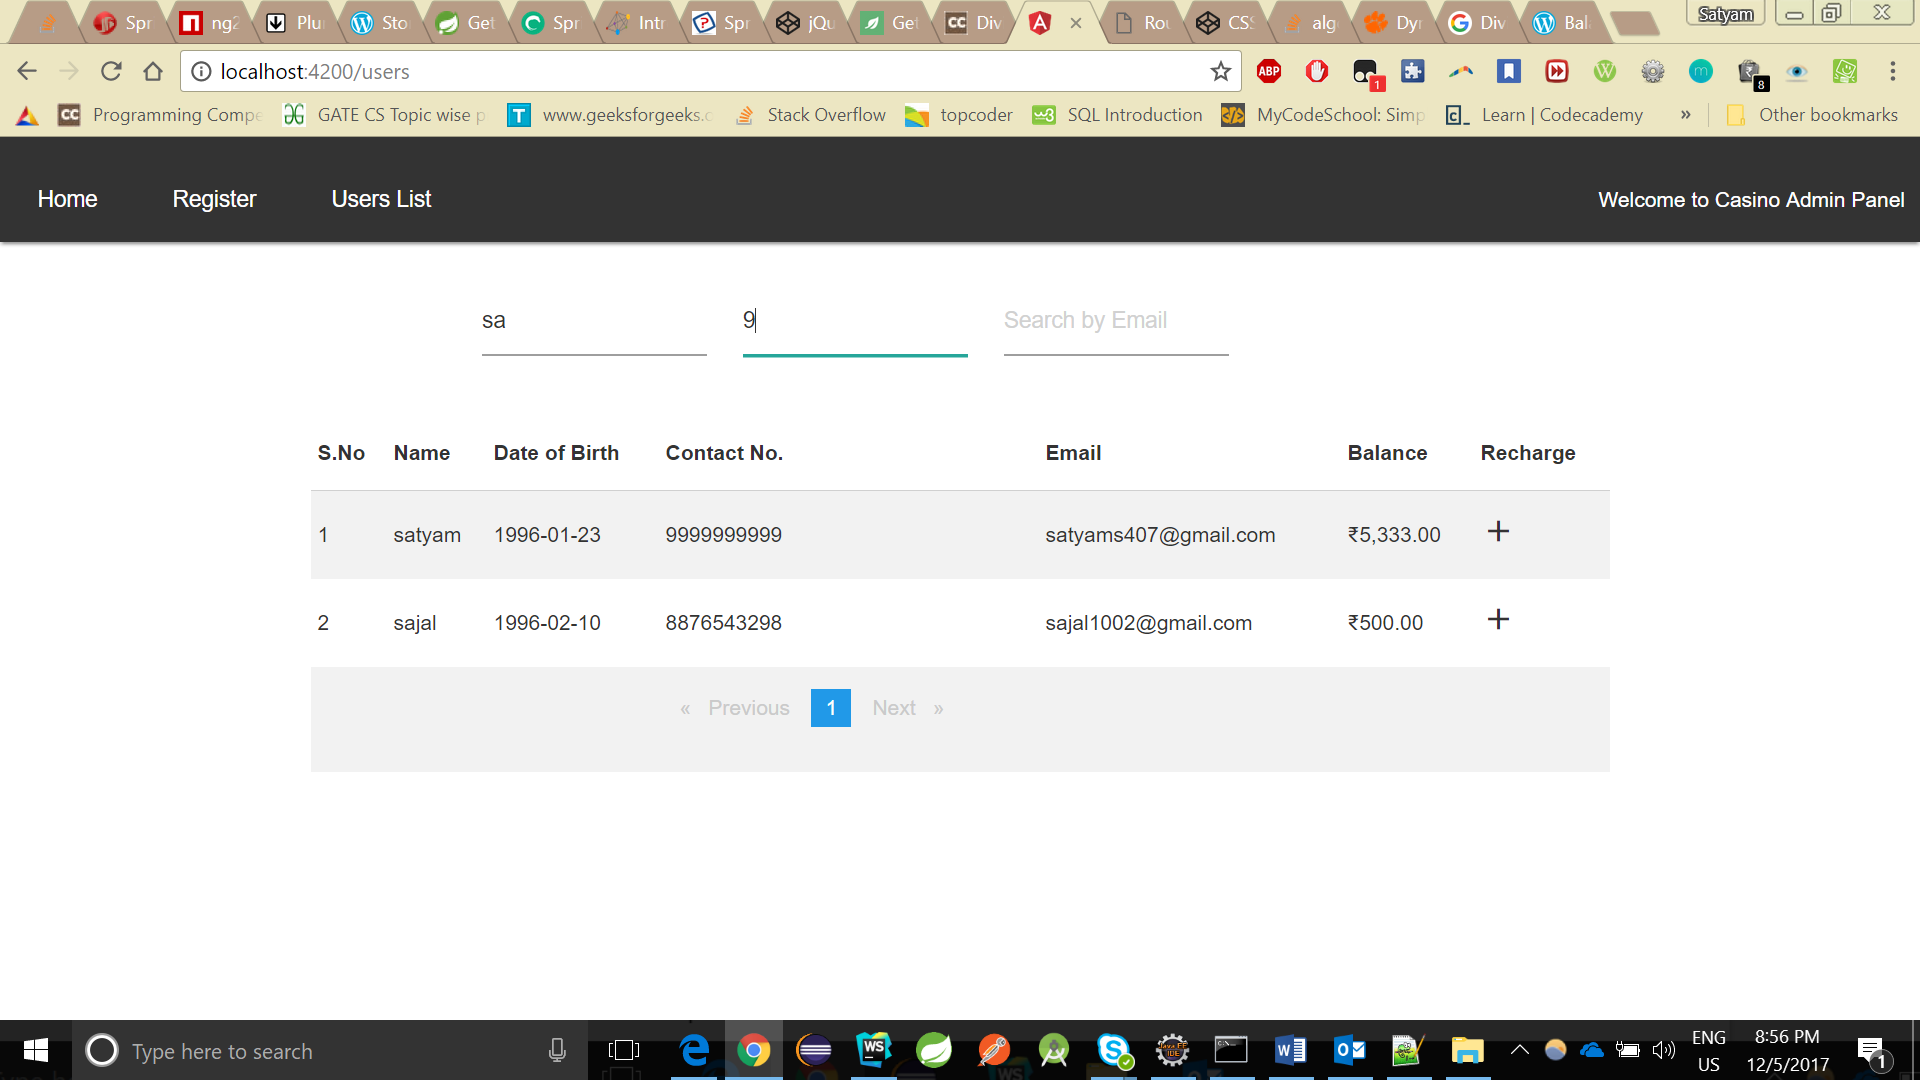 Spr ng2 Plu Sto Get Spr Intr Spr jQu Get Div Rou CSS alg Dyr Div Bal Satyam
localhost:4200/users ABP 1 8
Programming Compe GATE CS Topic wise p www.geeksforgeeks.c Stack Overflow topcoder SQL Introduction MyCodeSchool: Simp Learn | Codecademy » Other bookmarks
Home Register Users List Welcome to Casino Admin Panel
sa 9 Search by Email
S.No Name Date of Birth Contact No. Email Balance Recharge
1 satyam 1996-01-23 9999999999 satyams407@gmail.com ₹5,333.00 +
2 sajal 1996-02-10 8876543298 sajal1002@gmail.com ₹500.00 +
« Previous 1 Next »
Type here to search ENG 8:56 PM
US 12/5/2017 1